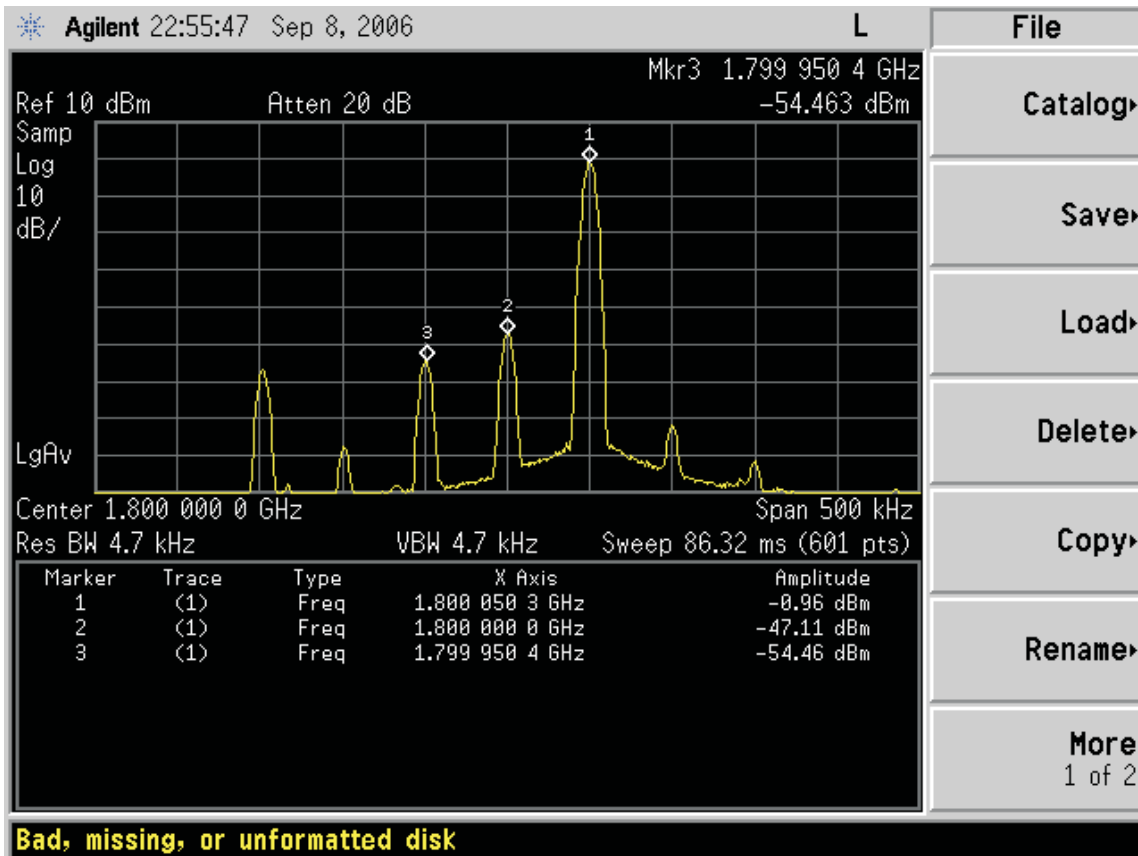 Agilent 22:55:47 Sep 8, 2006 L File
Mkr3 1.799 950 4 GHz
Ref 10 dBm Atten 20 dB -54.463 dBm
Samp
Log
10
dB/
1
2
3
LgAv
Center 1.800 000 0 GHz Span 500 kHz
Res BW 4.7 kHz VBW 4.7 kHz Sweep 86.32 ms (601 pts)
Marker Trace Type X Axis Amplitude
1 (1) Freq 1.800 050 3 GHz -0.96 dBm
2 (1) Freq 1.800 000 0 GHz -47.11 dBm
3 (1) Freq 1.799 950 4 GHz -54.46 dBm
Catalog
Save
Load
Delete
Copy
Rename
More
1 of 2
Bad, missing, or unformatted disk